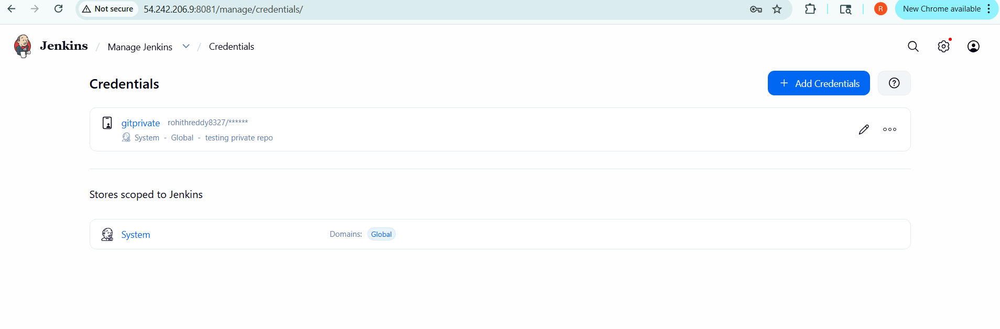 Not secure 54.242.206.9:8081/manage/credentials/ R New Chrome available
Jenkins / Manage Jenkins / Credentials
Credentials
+ Add Credentials
gitprivate rohithreddy8327/******
System - Global - testing private repo
Stores scoped to Jenkins
System Domains: Global